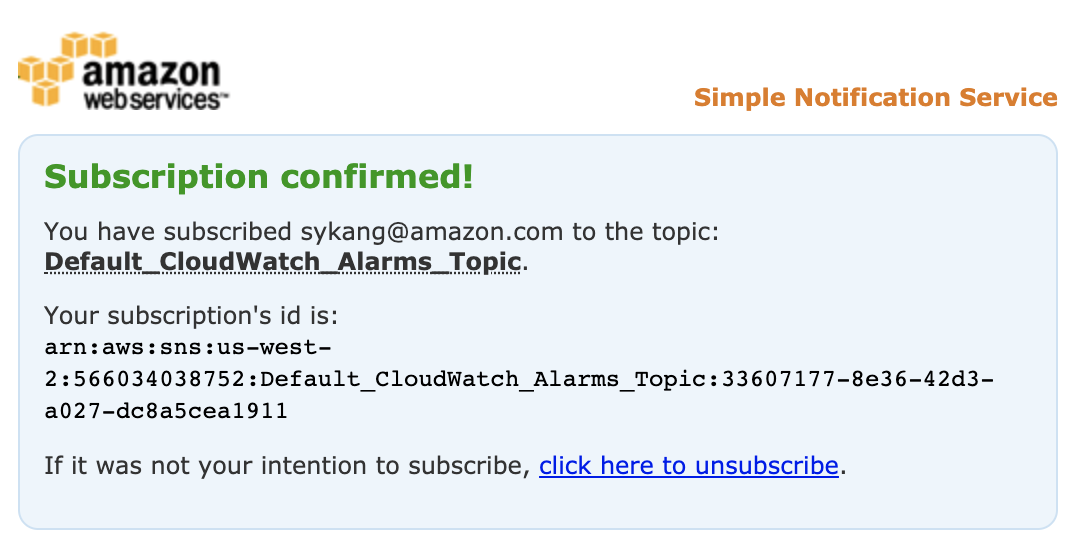 amazon
webservices™
Simple Notification Service
Subscription confirmed!
You have subscribed sykang@amazon.com to the topic:
Default_CloudWatch_Alarms_Topic.
Your subscription's id is:
arn:aws:sns:us-west-
2:566034038752:Default_CloudWatch_Alarms_Topic:33607177-8e36-42d3-
a027-dc8a5cea1911
If it was not your intention to subscribe, click here to unsubscribe.